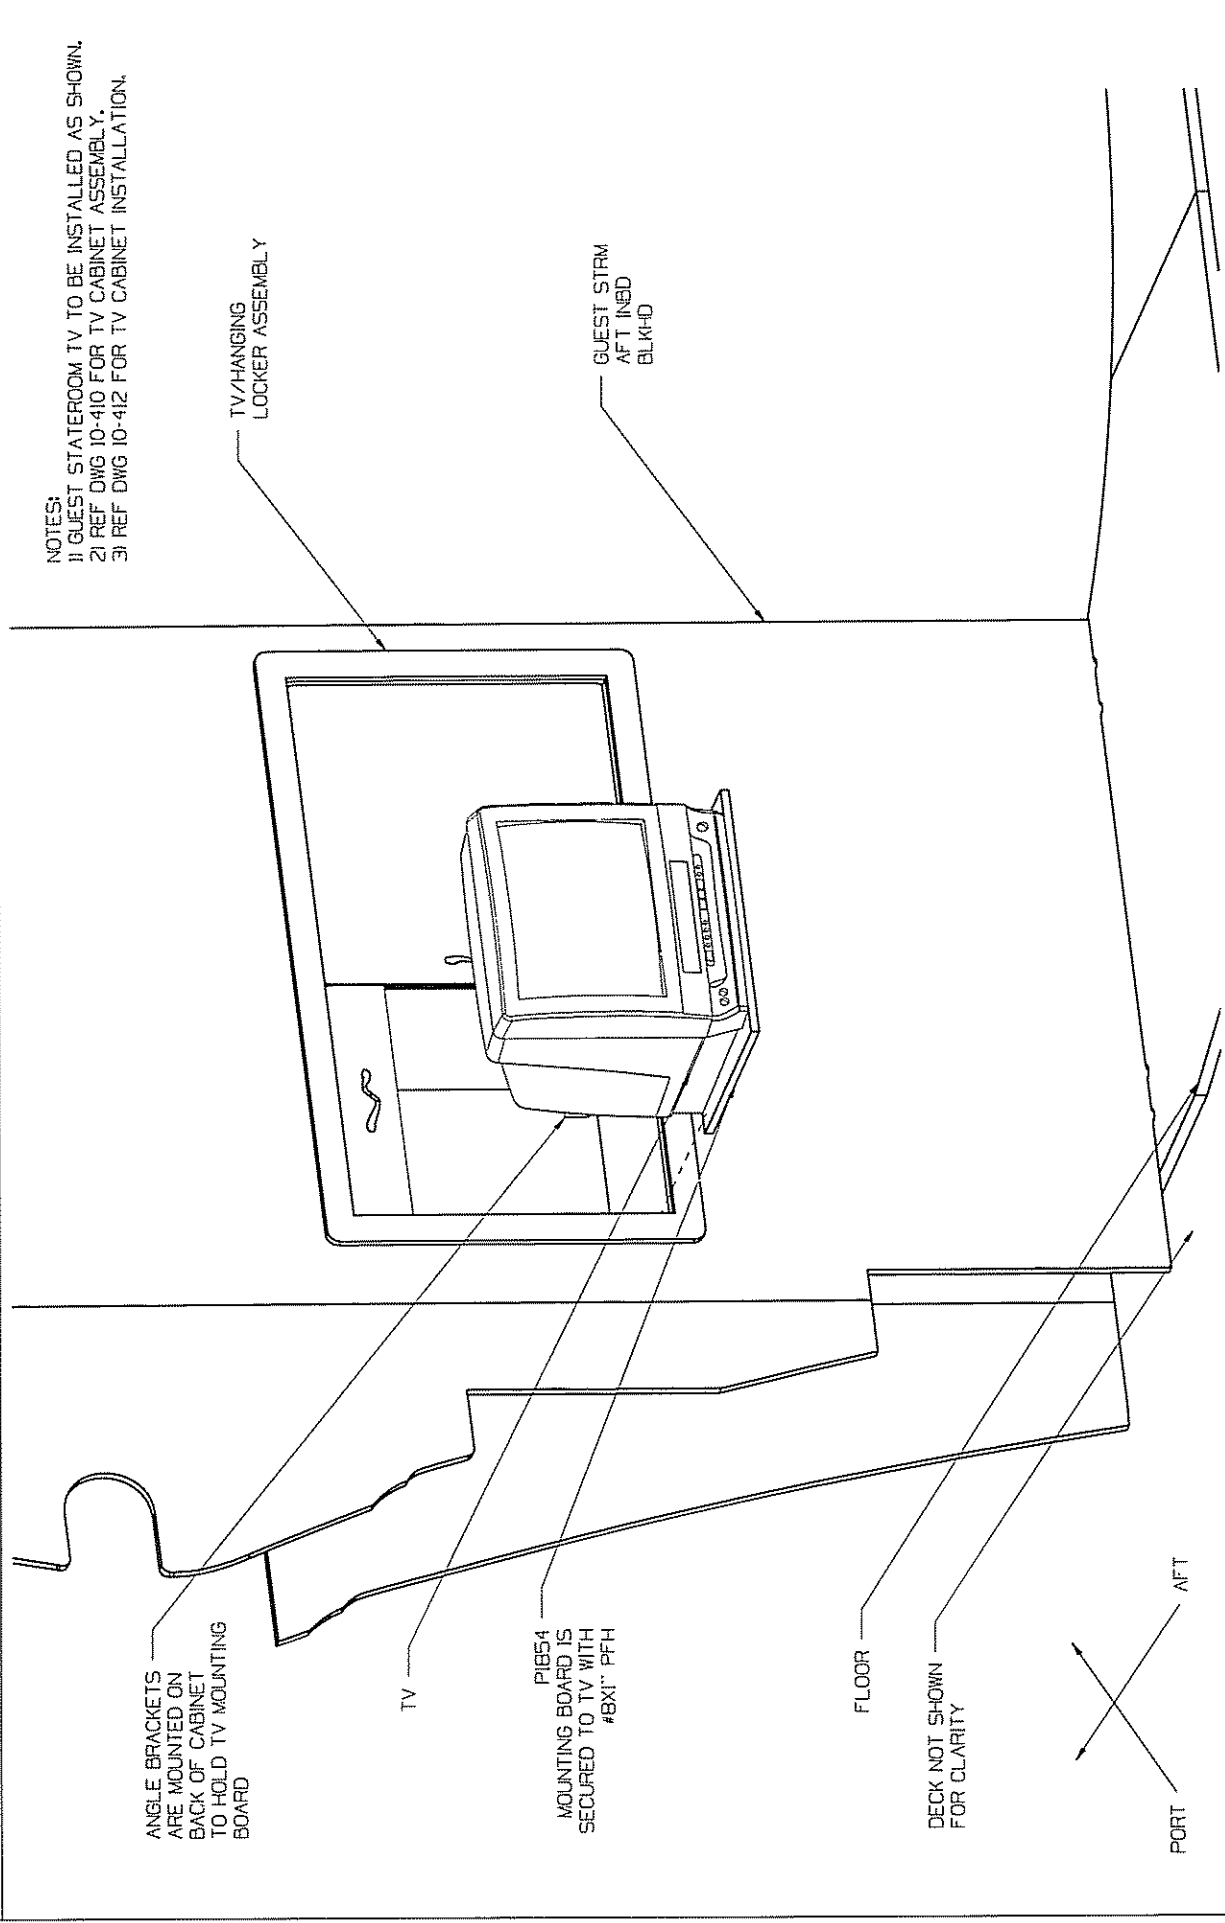 NOTES:
1) GUEST STATEROOM TV TO BE INSTALLED AS SHOWN.
2) REF DWG 10-410 FOR TV CABINET ASSEMBLY.
3) REF DWG 10-412 FOR TV CABINET INSTALLATION.
TV/HANGING
LOCKER ASSEMBLY
GUEST STRM
AFT INBD
BLKHD
ANGLE BRACKETS
ARE MOUNTED ON
BACK OF CABINET
TO HOLD TV MOUNTING
BOARD
TV
P1854
MOUNTING BOARD IS
SECURED TO TV WITH
#8X1" PFH
FLOOR
DECK NOT SHOWN
FOR CLARITY
PORT
AFT